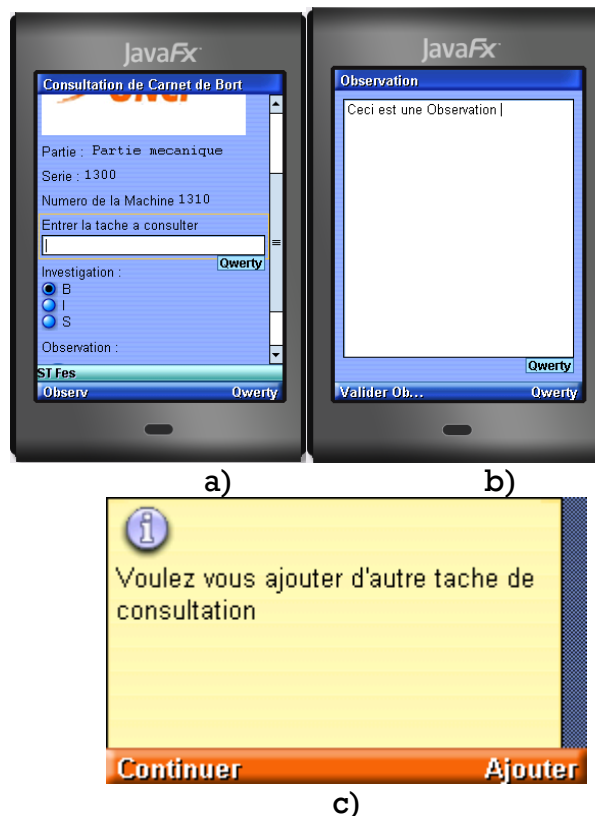 JavaFx
Consultation de Carnet de Bort
Partie : Partie mecanique
Serie : 1300
Numero de la Machine 1310
Entrer la tache a consulter
Qwerty
Investigation :
B
I
S
Observation :
ST Fes
Observ Qwerty
a)
JavaFx
Observation
Ceci est une Observation
Qwerty
Valider Ob... Qwerty
b)
Voulez vous ajouter d'autre tache de
consultation
Continuer Ajouter
c)